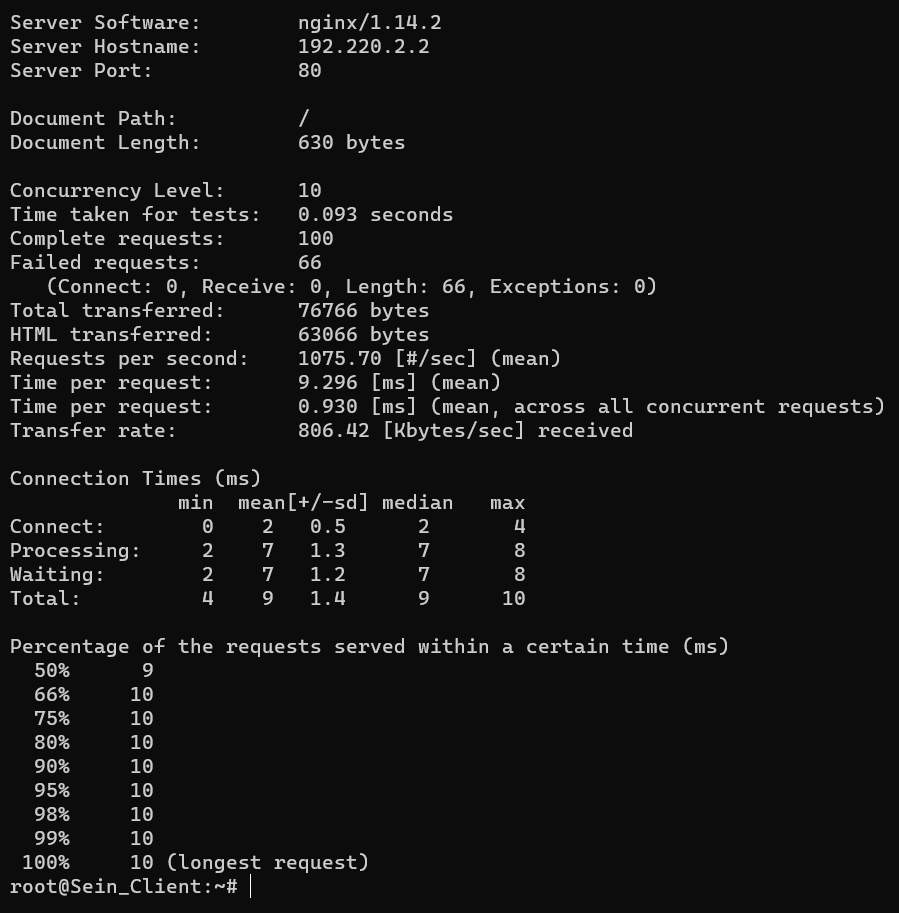 Server Software:        nginx/1.14.2
Server Hostname:        192.220.2.2
Server Port:            80

Document Path:          /
Document Length:        630 bytes

Concurrency Level:      10
Time taken for tests:   0.093 seconds
Complete requests:      100
Failed requests:        66
   (Connect: 0, Receive: 0, Length: 66, Exceptions: 0)
Total transferred:      76766 bytes
HTML transferred:       63066 bytes
Requests per second:    1075.70 [#/sec] (mean)
Time per request:       9.296 [ms] (mean)
Time per request:       0.930 [ms] (mean, across all concurrent requests)
Transfer rate:          806.42 [Kbytes/sec] received

Connection Times (ms)
              min  mean[+/-sd] median   max
Connect:        0    2   0.5      2       4
Processing:     2    7   1.3      7       8
Waiting:        2    7   1.2      7       8
Total:          4    9   1.4      9      10

Percentage of the requests served within a certain time (ms)
  50%      9
  66%     10
  75%     10
  80%     10
  90%     10
  95%     10
  98%     10
  99%     10
 100%     10 (longest request)
root@Sein_Client:~#